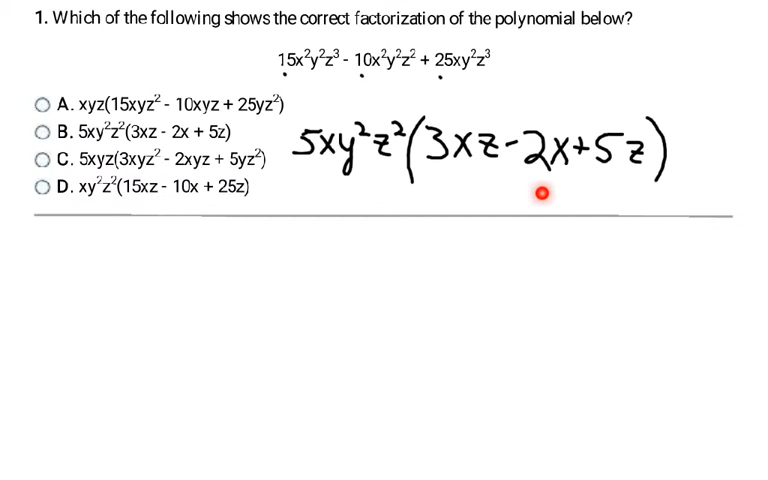 1. Which of the following shows the correct factorization of the polynomial below?
15x²y²z³ - 10x²y²z² + 25xy²z³
A. xyz(15xyz² - 10xyz + 25yz²)
B. 5xy²z²(3xz - 2x + 5z)
C. 5xyz(3xyz² - 2xyz + 5yz²)
D. xy²z²(15xz - 10x + 25z)
5xy²z²(3xz-2x+5z)